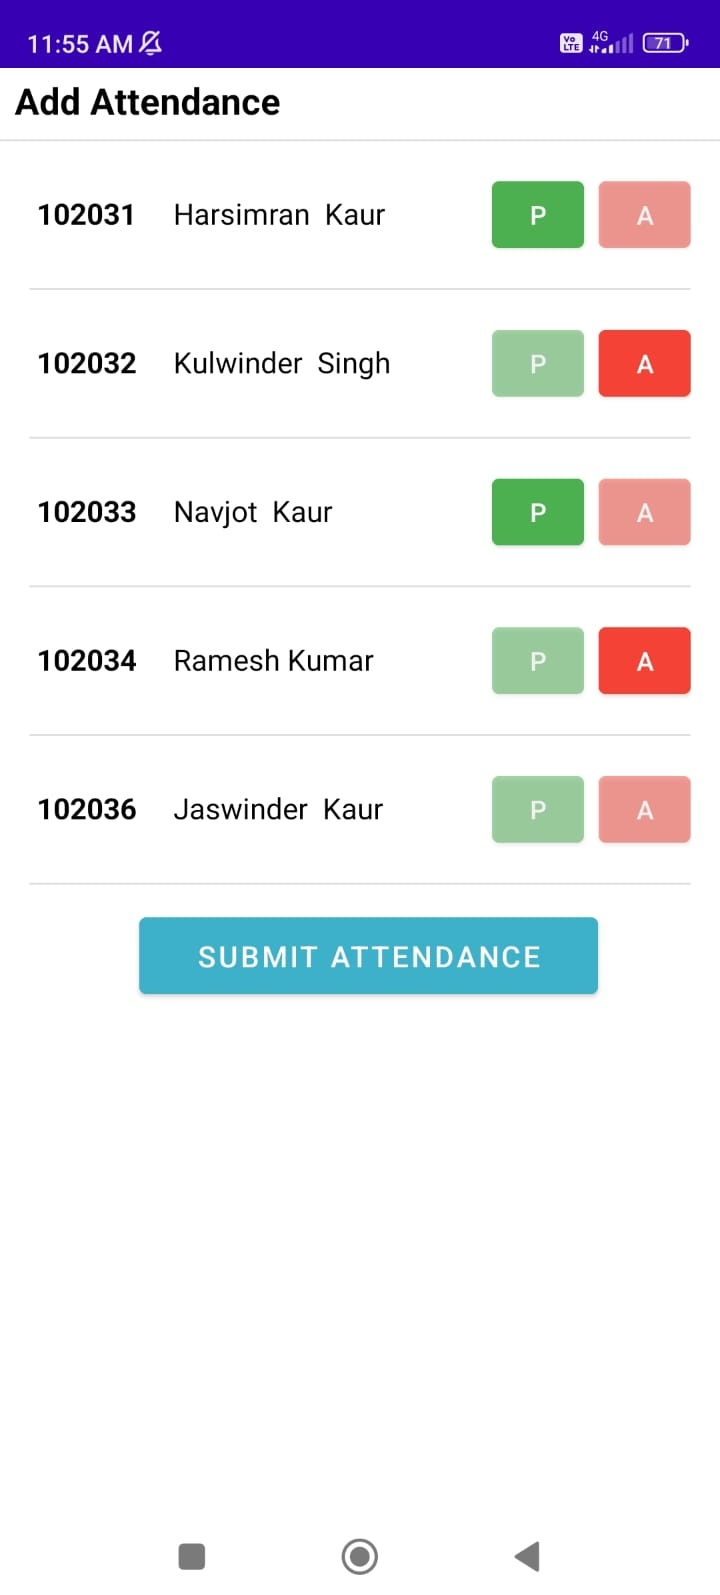 11:55 AM Vo LTE 4G 71
Add Attendance
102031 Harsimran Kaur P A
102032 Kulwinder Singh P A
102033 Navjot Kaur P A
102034 Ramesh Kumar P A
102036 Jaswinder Kaur P A
SUBMIT ATTENDANCE